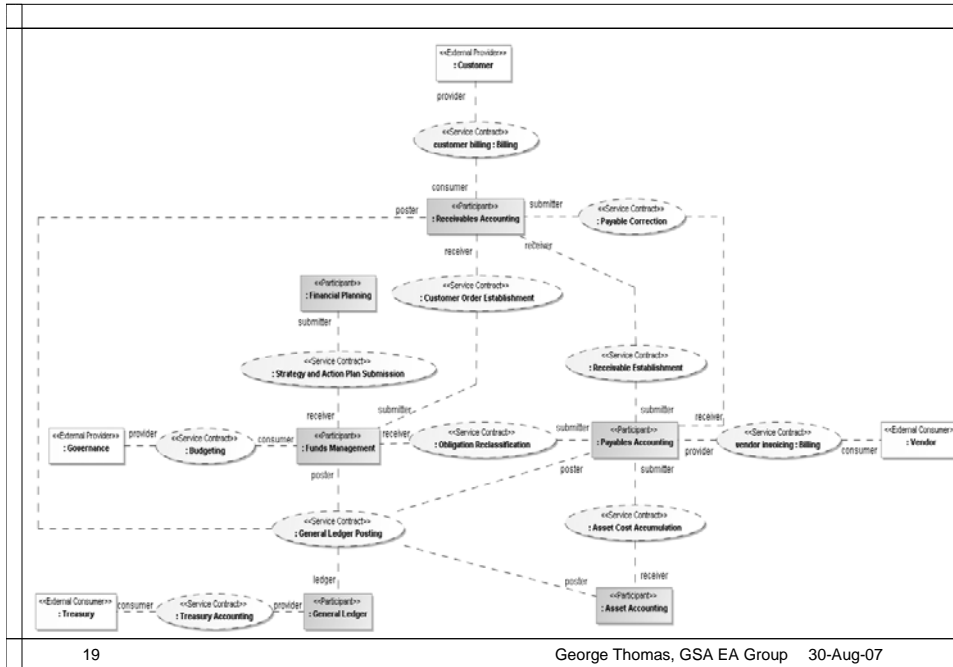 <<External Provider>>
: Customer
provider
<<Service Contract>>
customer billing : Billing
consumer
<<Participant>>
: Receivables Accounting
poster
submitter
<<Service Contract>>
: Payable Correction
receiver
receiver
<<Participant>>
: Financial Planning
<<Service Contract>>
: Customer Order Establishment
submitter
<<Service Contract>>
: Strategy and Action Plan Submission
<<Service Contract>>
: Receivable Establishment
receiver
submitter
submitter
receiver
<<External Provider>>
: Governance
provider
<<Service Contract>>
: Budgeting
consumer
<<Participant>>
: Funds Management
receiver
<<Service Contract>>
: Obligation Reclassification
submitter
<<Participant>>
: Payables Accounting
provider
<<Service Contract>>
vendor invoicing : Billing
consumer
<<External Consumer>>
: Vendor
poster
poster
submitter
<<Service Contract>>
: General Ledger Posting
<<Service Contract>>
: Asset Cost Accumulation
ledger
poster
receiver
<<External Consumer>>
: Treasury
consumer
<<Service Contract>>
: Treasury Accounting
provider
<<Participant>>
: General Ledger
<<Participant>>
: Asset Accounting
19
George Thomas, GSA EA Group 30-Aug-07